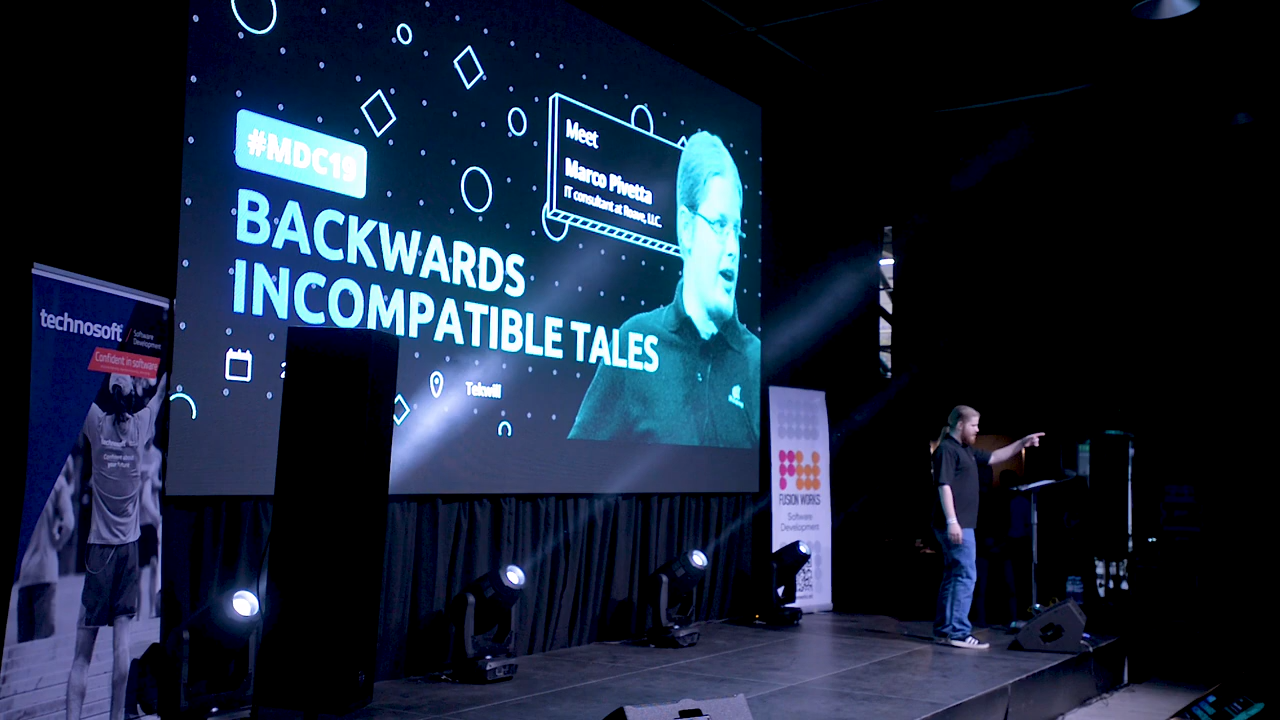 #MDC19
BACKWARDS
INCOMPATIBLE TALES
Meet
Marco Pivetta
IT consultant at Roave, LLC.
Tekwill
technosoft
Software
Development
Confident in software
FUSION WORKS
Software
Development